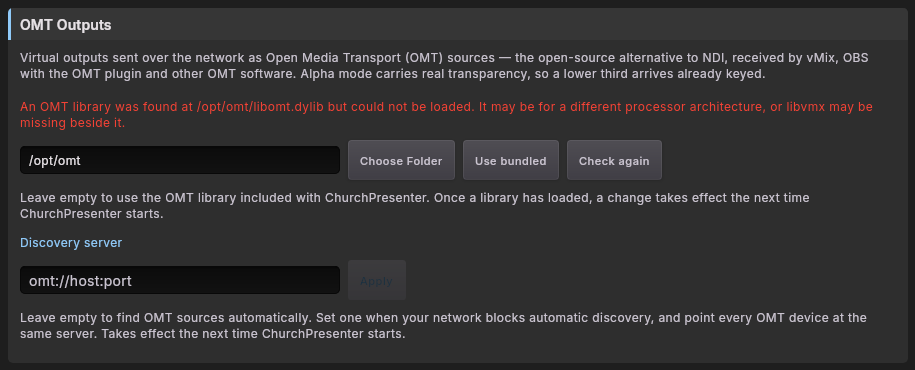 OMT Outputs
Virtual outputs sent over the network as Open Media Transport (OMT) sources — the open-source alternative to NDI, received by vMix, OBS
with the OMT plugin and other OMT software. Alpha mode carries real transparency, so a lower third arrives already keyed.
An OMT library was found at /opt/omt/libomt.dylib but could not be loaded. It may be for a different processor architecture, or libvmx may be
missing beside it.
/opt/omt
Choose Folder
Use bundled
Check again
Leave empty to use the OMT library included with ChurchPresenter. Once a library has loaded, a change takes effect the next time
ChurchPresenter starts.
Discovery server
omt://host:port
Apply
Leave empty to find OMT sources automatically. Set one when your network blocks automatic discovery, and point every OMT device at the
same server. Takes effect the next time ChurchPresenter starts.